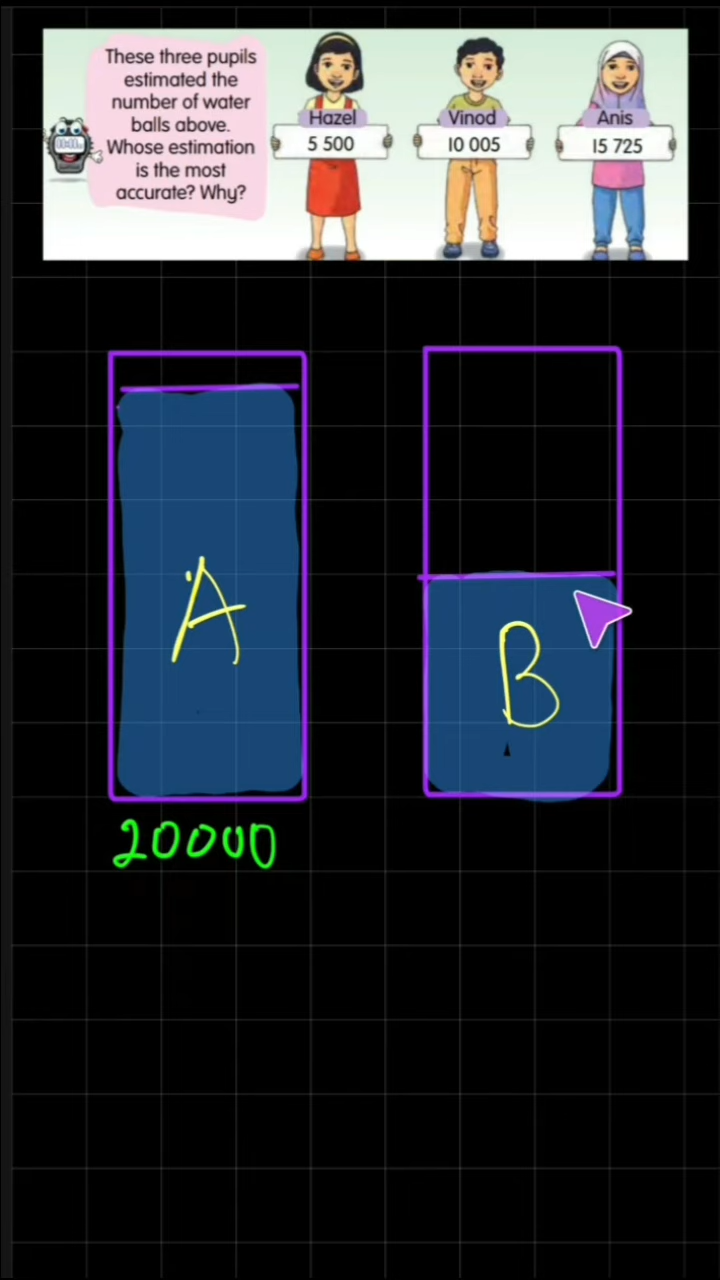 These three pupils
estimated the
number of water
balls above.
Whose estimation
is the most
accurate? Why?
Hazel
5 500
Vinod
10 005
Anis
15 725
A
B
20000